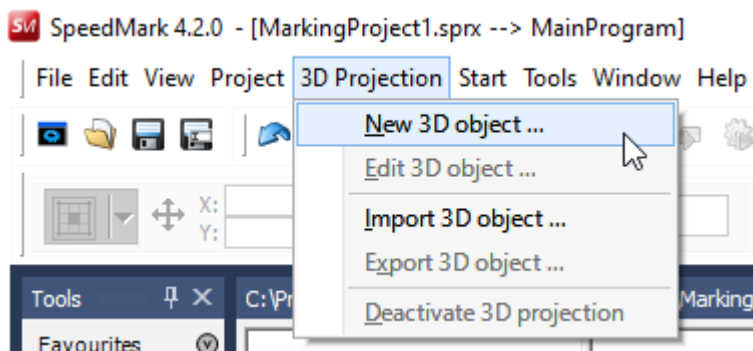 SM SpeedMark 4.2.0 - [MarkingProject1.sprx --> MainProgram]
File Edit View Project 3D Projection Start Tools Window Help
New 3D object ...
Edit 3D object ...
X:
Y:
Import 3D object ...
Export 3D object ...
Tools
C:\Pr
Marking
Deactivate 3D projection
Favourites